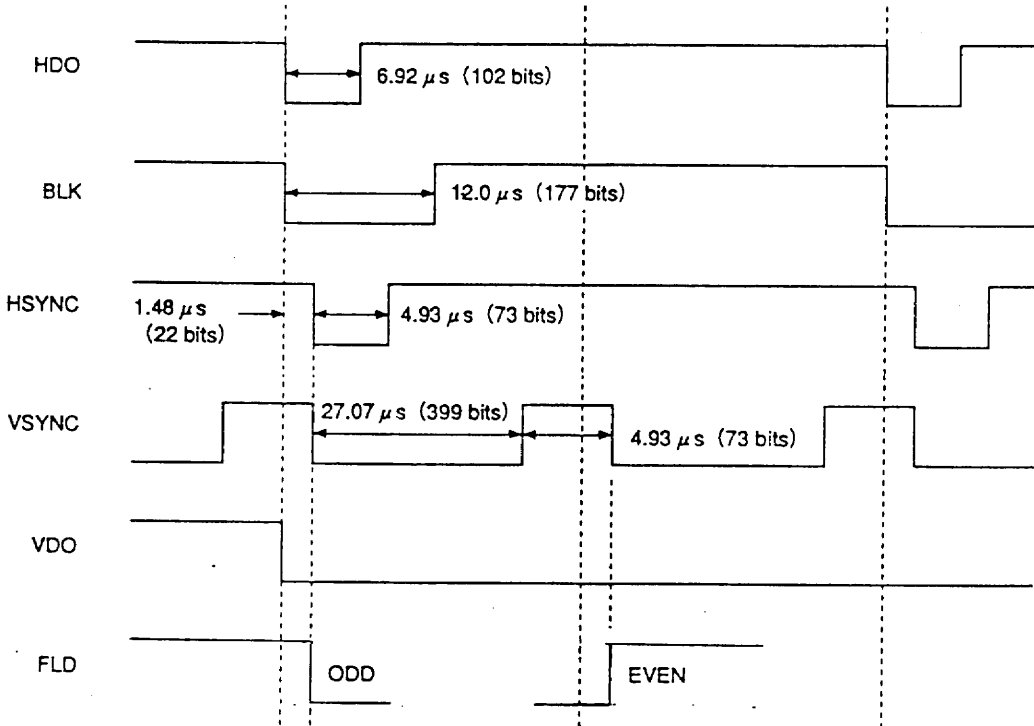 HDO
6.92 μs (102 bits)
BLK
12.0 μs (177 bits)
HSYNC
1.48 μs
(22 bits)
4.93 μs (73 bits)
VSYNC
27.07 μs (399 bits)
4.93 μs (73 bits)
VDO
FLD
ODD
EVEN